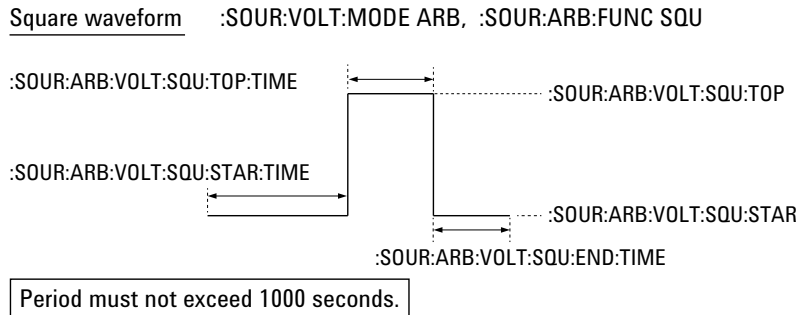 Square waveform :SOUR:VOLT:MODE ARB, :SOUR:ARB:FUNC SQU
:SOUR:ARB:VOLT:SQU:TOP:TIME
:SOUR:ARB:VOLT:SQU:TOP
:SOUR:ARB:VOLT:SQU:STAR:TIME
:SOUR:ARB:VOLT:SQU:STAR
:SOUR:ARB:VOLT:SQU:END:TIME
Period must not exceed 1000 seconds.